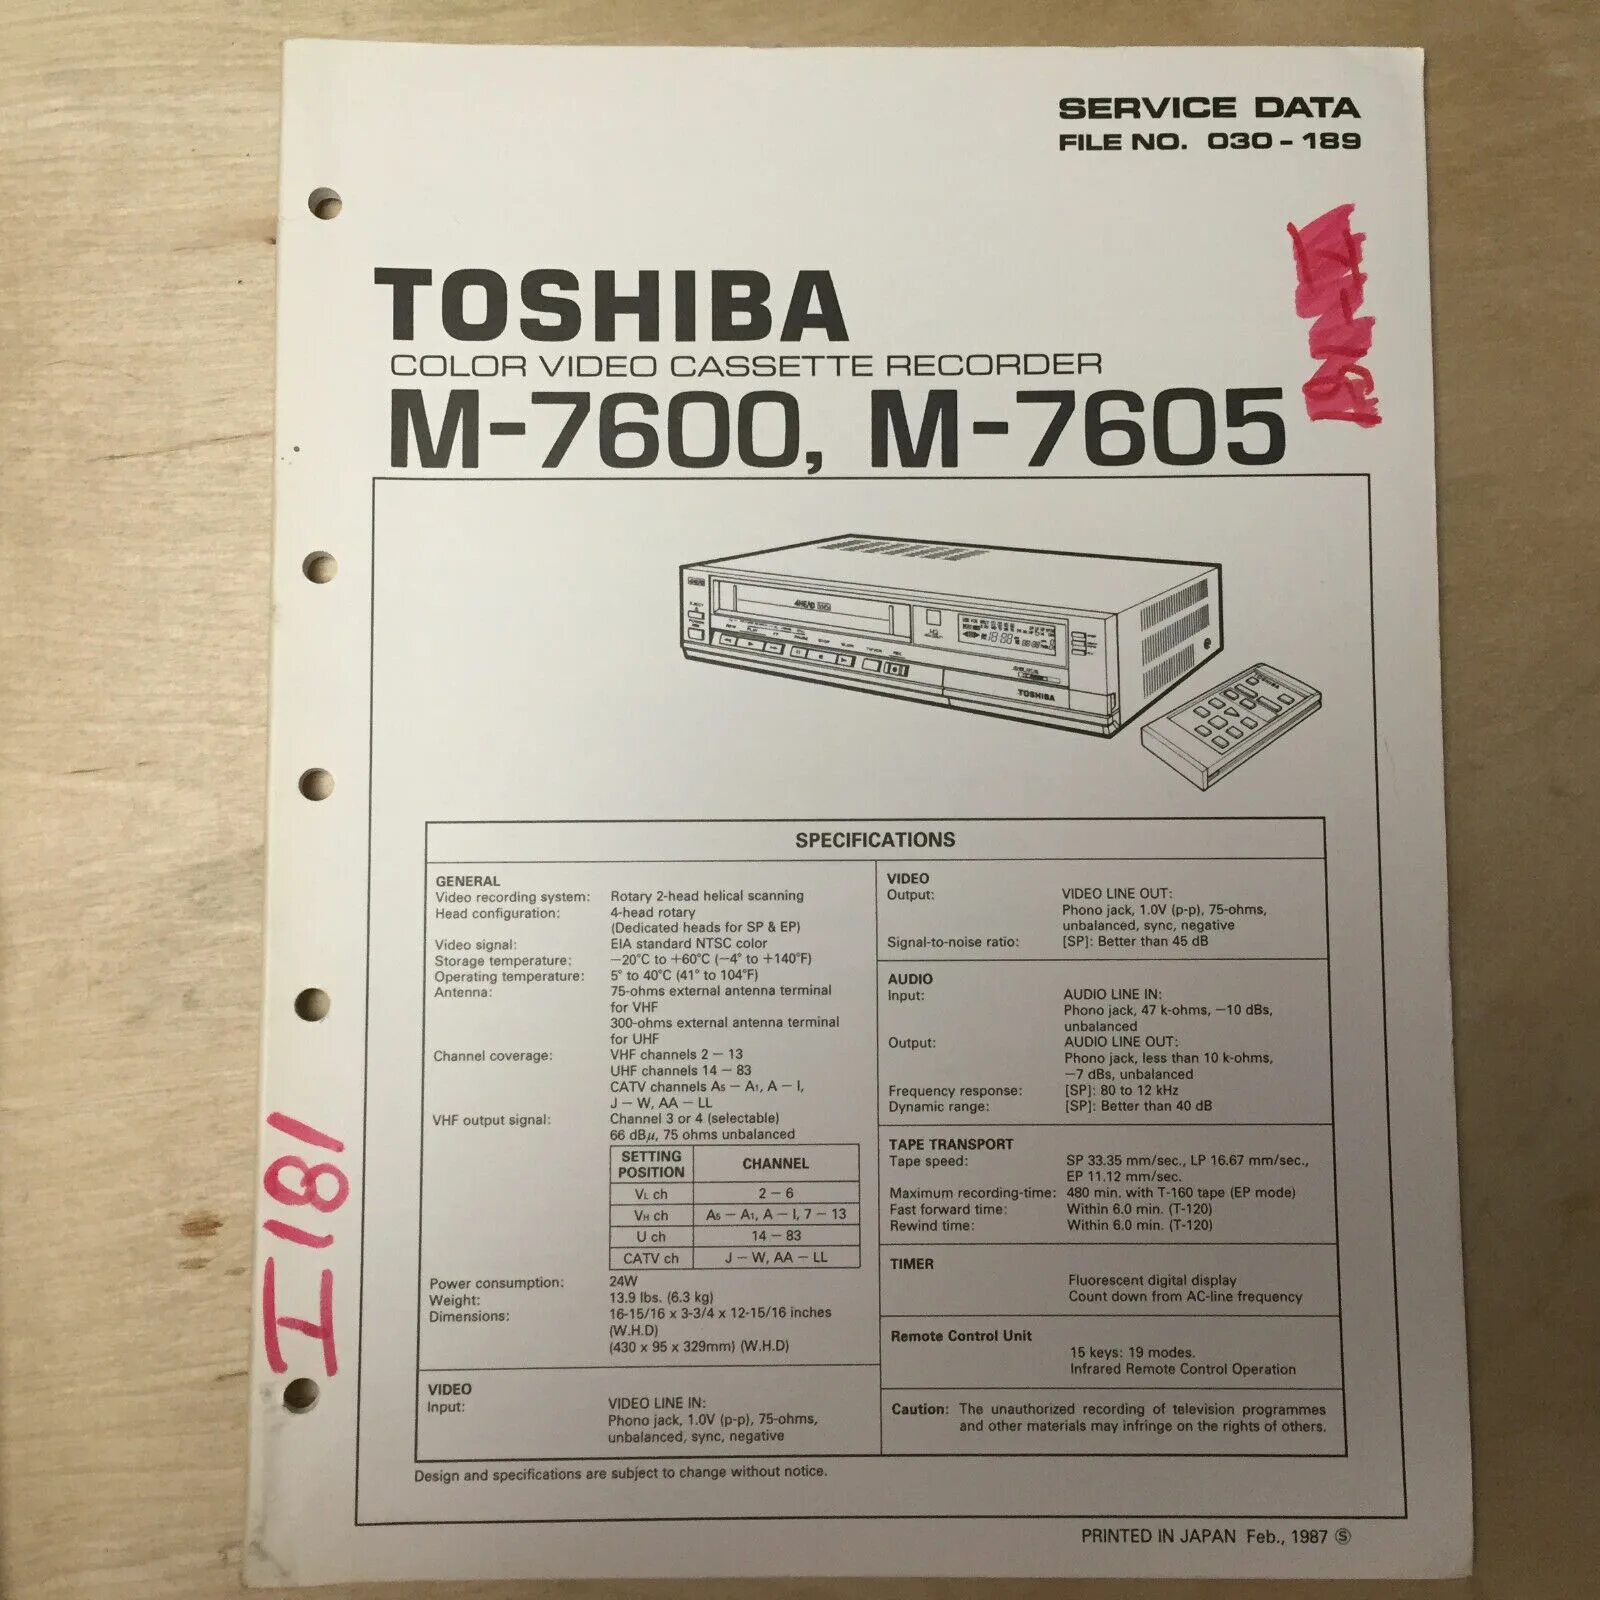 SERVICE DATA
FILE NO. 030-189
TOSHIBA
COLOR VIDEO CASSETTE RECORDER
M-7600, M-7605
4HEAD
TOSHIBA
TOSHIBA
SPECIFICATIONS
GENERAL
Video recording system: Rotary 2-head helical scanning
Head configuration: 4-head rotary
(Dedicated heads for SP & EP)
Video signal: EIA standard NTSC color
Storage temperature: −20°C to +60°C (−4° to +140°F)
Operating temperature: 5° to 40°C (41° to 104°F)
Antenna: 75-ohms external antenna terminal
for VHF
300-ohms external antenna terminal
for UHF
Channel coverage: VHF channels 2 – 13
UHF channels 14 – 83
CATV channels A5 – A1, A – I,
J – W, AA – LL
VHF output signal: Channel 3 or 4 (selectable)
66 dBμ, 75 ohms unbalanced
SETTING POSITION CHANNEL
VL ch 2 – 6
VH ch A5 – A1, A – I, 7 – 13
U ch 14 – 83
CATV ch J – W, AA – LL
Power consumption: 24W
Weight: 13.9 lbs. (6.3 kg)
Dimensions: 16-15/16 x 3-3/4 x 12-15/16 inches
(W.H.D)
(430 x 95 x 329mm) (W.H.D)
VIDEO
Input: VIDEO LINE IN:
Phono jack, 1.0V (p-p), 75-ohms,
unbalanced, sync, negative
VIDEO
Output: VIDEO LINE OUT:
Phono jack, 1.0V (p-p), 75-ohms,
unbalanced, sync, negative
Signal-to-noise ratio: [SP]: Better than 45 dB
AUDIO
Input: AUDIO LINE IN:
Phono jack, 47 k-ohms, −10 dBs,
unbalanced
Output: AUDIO LINE OUT:
Phono jack, less than 10 k-ohms,
−7 dBs, unbalanced
Frequency response: [SP]: 80 to 12 kHz
Dynamic range: [SP]: Better than 40 dB
TAPE TRANSPORT
Tape speed: SP 33.35 mm/sec., LP 16.67 mm/sec.,
EP 11.12 mm/sec.
Maximum recording-time: 480 min. with T-160 tape (EP mode)
Fast forward time: Within 6.0 min. (T-120)
Rewind time: Within 6.0 min. (T-120)
TIMER
Fluorescent digital display
Count down from AC-line frequency
Remote Control Unit
15 keys: 19 modes.
Infrared Remote Control Operation
Caution: The unauthorized recording of television programmes
and other materials may infringe on the rights of others.
Design and specifications are subject to change without notice.
PRINTED IN JAPAN Feb., 1987 Ⓢ
I181